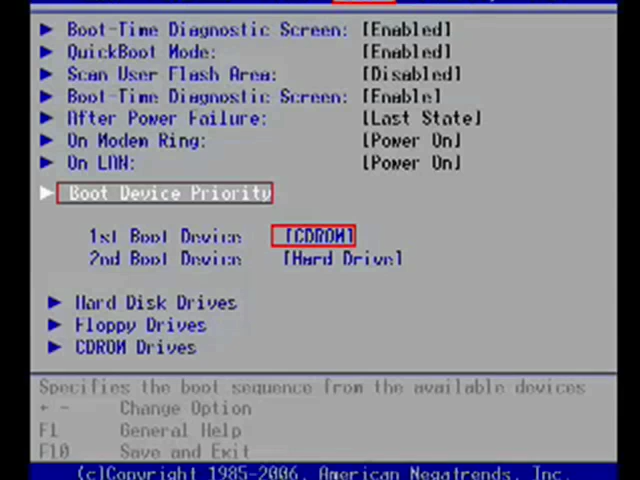 Boot-Time Diagnostic Screen: [Enabled]
QuickBoot Mode: [Enabled]
Scan User Flash Area: [Disabled]
Boot-Time Diagnostic Screen: [Enable]
After Power Failure: [Last State]
On Modem Ring: [Power On]
On LAN: [Power On]
Boot Device Priority
1st Boot Device [CDROM]
2nd Boot Device [Hard Drive]
Hard Disk Drives
Floppy Drives
CDROM Drives
Specifies the boot sequence from the available devices
← - Change Option
F1 General Help
F10 Save and Exit
(c)Copyright 1985-2006, American Megatrends, Inc.